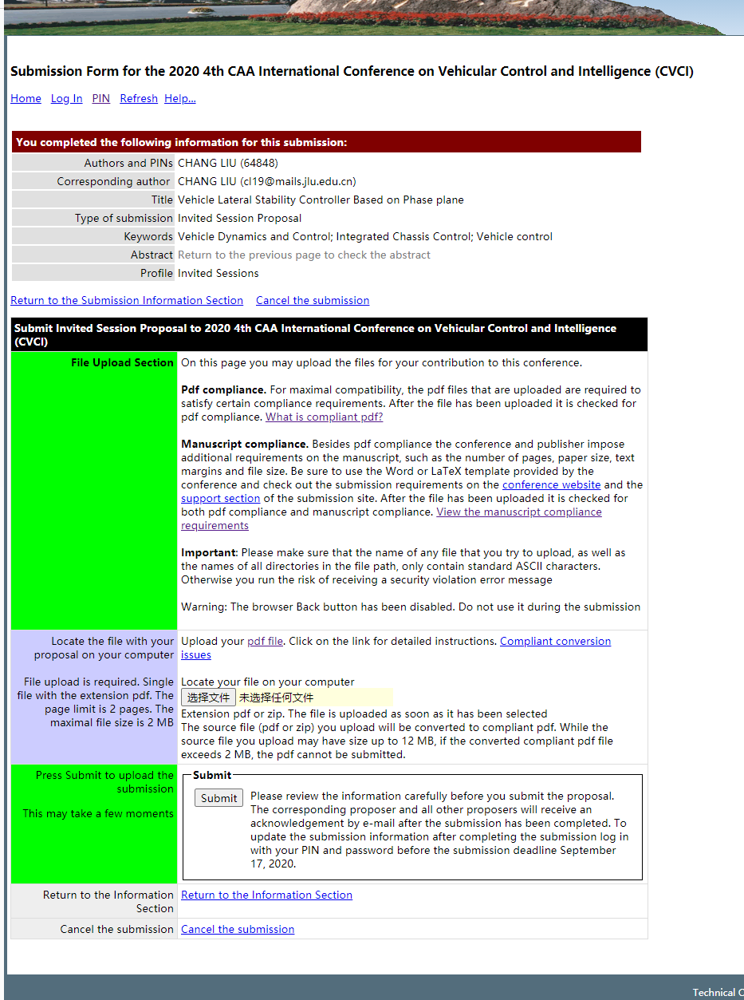 Submission Form for the 2020 4th CAA International Conference on Vehicular Control and Intelligence (CVCI)
Home Log In PIN Refresh Help...
You completed the following information for this submission:
Authors and PINs CHANG LIU (64848)
Corresponding author CHANG LIU (cl19@mails.jlu.edu.cn)
Title Vehicle Lateral Stability Controller Based on Phase plane
Type of submission Invited Session Proposal
Keywords Vehicle Dynamics and Control; Integrated Chassis Control; Vehicle control
Abstract Return to the previous page to check the abstract
Profile Invited Sessions
Return to the Submission Information Section Cancel the submission
Submit Invited Session Proposal to 2020 4th CAA International Conference on Vehicular Control and Intelligence
(CVCI)
File Upload Section On this page you may upload the files for your contribution to this conference.
Pdf compliance. For maximal compatibility, the pdf files that are uploaded are required to
satisfy certain compliance requirements. After the file has been uploaded it is checked for
pdf compliance. What is compliant pdf?
Manuscript compliance. Besides pdf compliance the conference and publisher impose
additional requirements on the manuscript, such as the number of pages, paper size, text
margins and file size. Be sure to use the Word or LaTeX template provided by the
conference and check out the submission requirements on the conference website and the
support section of the submission site. After the file has been uploaded it is checked for
both pdf compliance and manuscript compliance. View the manuscript compliance
requirements
Important: Please make sure that the name of any file that you try to upload, as well as
the names of all directories in the file path, only contain standard ASCII characters.
Otherwise you run the risk of receiving a security violation error message
Warning: The browser Back button has been disabled. Do not use it during the submission
Locate the file with your
proposal on your computer
File upload is required. Single
file with the extension pdf. The
page limit is 2 pages. The
maximal file size is 2 MB
Upload your pdf file. Click on the link for detailed instructions. Compliant conversion
issues
Locate your file on your computer
选择文件 未选择任何文件
Extension pdf or zip. The file is uploaded as soon as it has been selected
The source file (pdf or zip) you upload will be converted to compliant pdf. While the
source file you upload may have size up to 12 MB, if the converted compliant pdf file
exceeds 2 MB, the pdf cannot be submitted.
Press Submit to upload the
submission
This may take a few moments
Submit
Submit
Please review the information carefully before you submit the proposal.
The corresponding proposer and all other proposers will receive an
acknowledgement by e-mail after the submission has been completed. To
update the submission information after completing the submission log in
with your PIN and password before the submission deadline September
17, 2020.
Return to the Information
Section
Return to the Information Section
Cancel the submission Cancel the submission
Technical